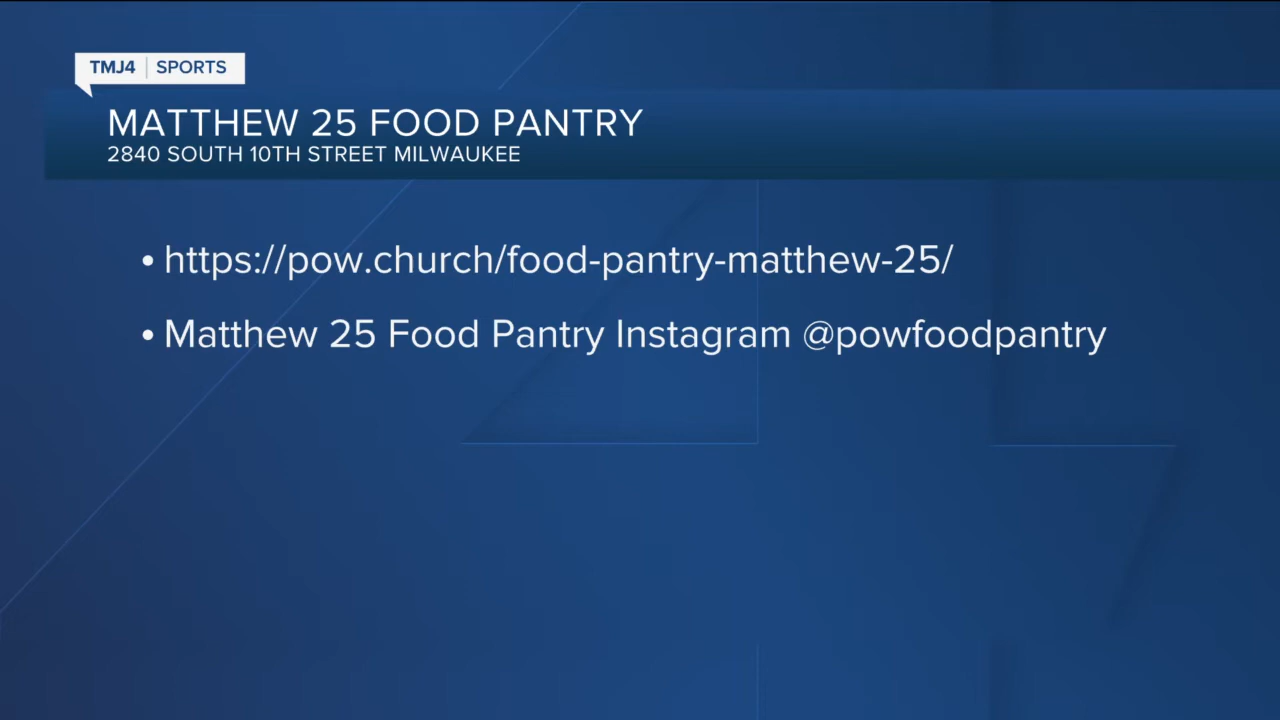 TMJ4 | SPORTS
MATTHEW 25 FOOD PANTRY
2840 SOUTH 10TH STREET MILWAUKEE
• https://pow.church/food-pantry-matthew-25/
• Matthew 25 Food Pantry Instagram @powfoodpantry